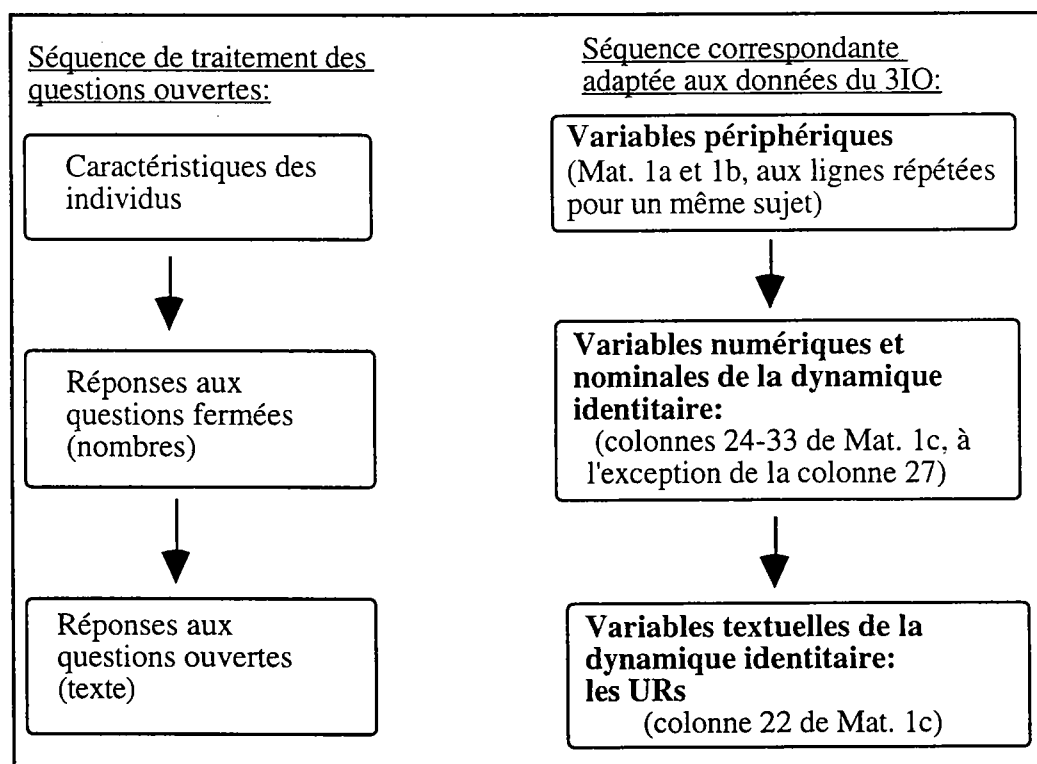 Séquence de traitement des
questions ouvertes:
Caractéristiques des
individus
Réponses aux
questions fermées
(nombres)
Réponses aux
questions ouvertes
(texte)
Séquence correspondante
adaptée aux données du 3IO:
Variables périphériques
(Mat. 1a et 1b, aux lignes répétées
pour un même sujet)
Variables numériques et
nominales de la dynamique
identitaire:
(colonnes 24-33 de Mat. 1c, à
l'exception de la colonne 27)
Variables textuelles de la
dynamique identitaire:
les URs
(colonne 22 de Mat. 1c)